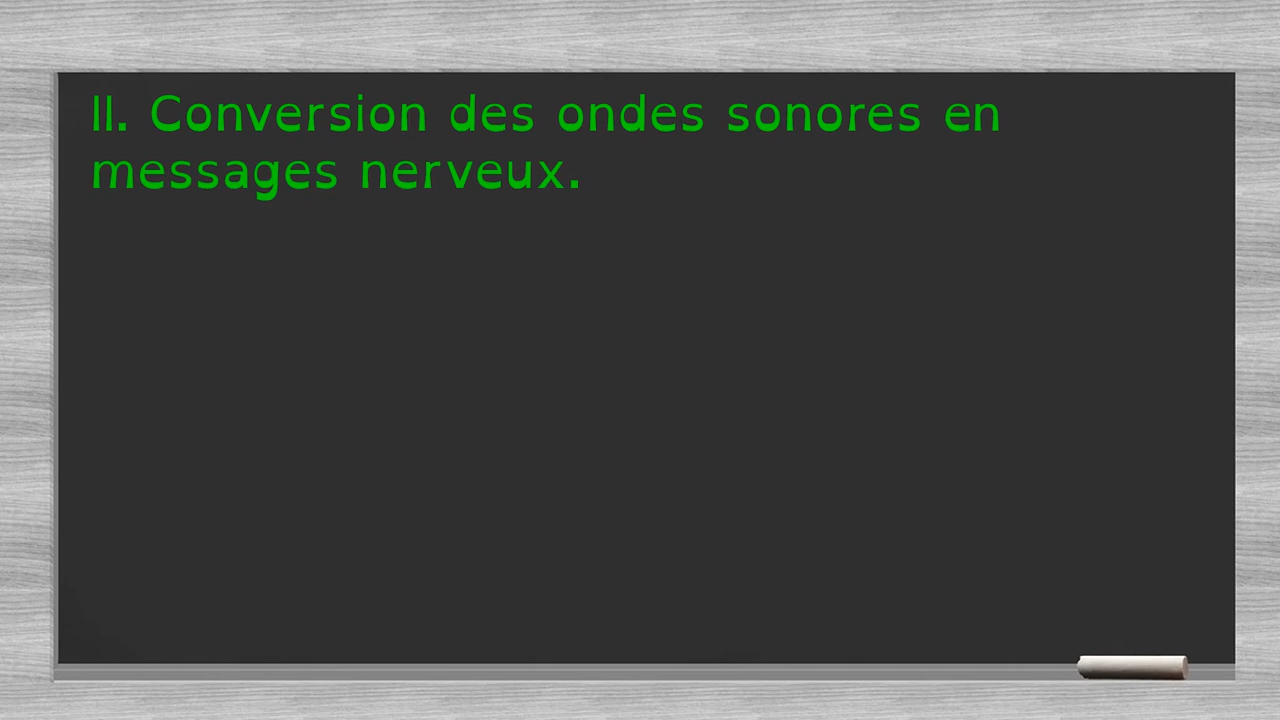 II. Conversion des ondes sonores en
messages nerveux.